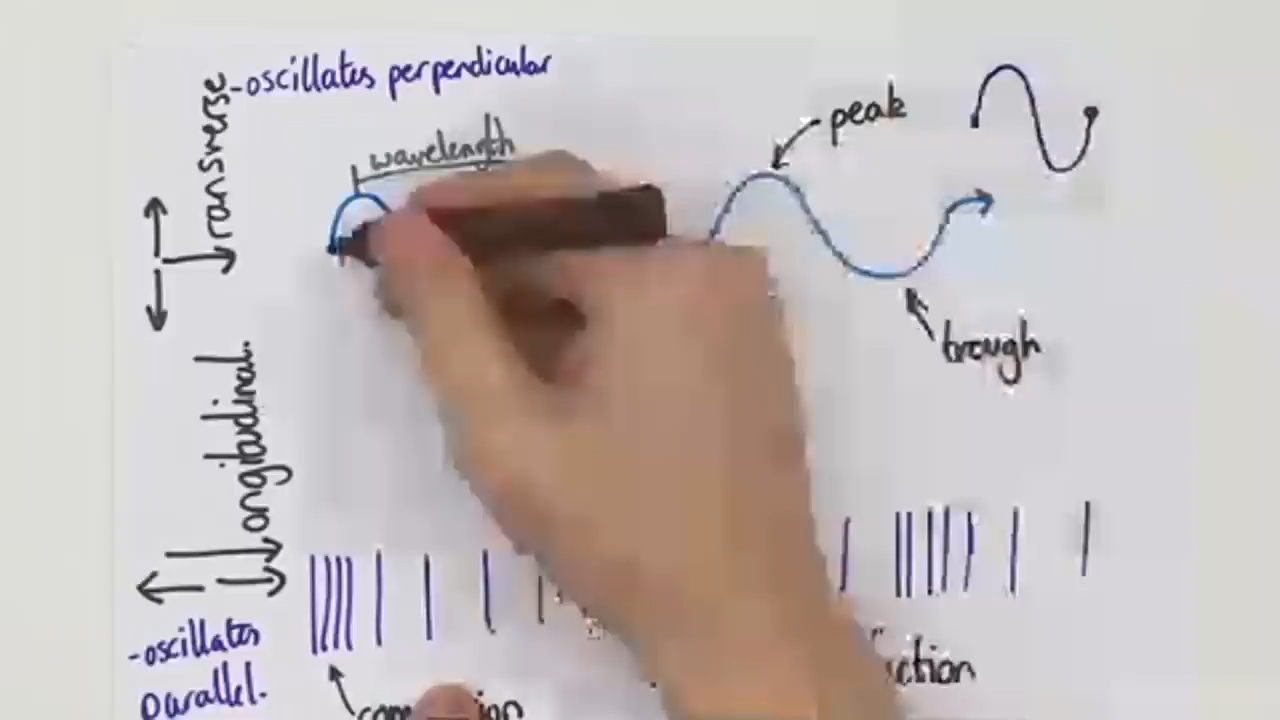 -oscillates perpendicular
Transverse
wavelength
peak
trough
Longitudinal.
-oscillates
parallel.